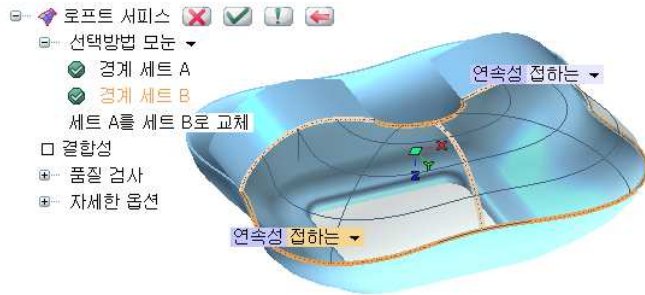 로프트 서피스
선택방법 모눈
경계 세트 A
경계 세트 B
세트 A를 세트 B로 교체
결합성
품질 검사
자세한 옵션
연속성 접하는
X
Y
Z
연속성 접하는